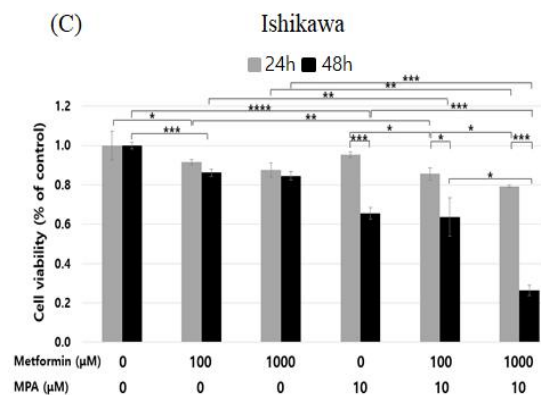 (C) Ishikawa
24h 48h
***
**
**
**** ***
* ** * *
*** *** * ***
*
1.2
1.0
0.8
0.6
0.4
0.2
0.0
Cell viability (% of control)
Metformin (μM) 0 100 1000 0 100 1000
MPA (μM) 0 0 0 10 10 10